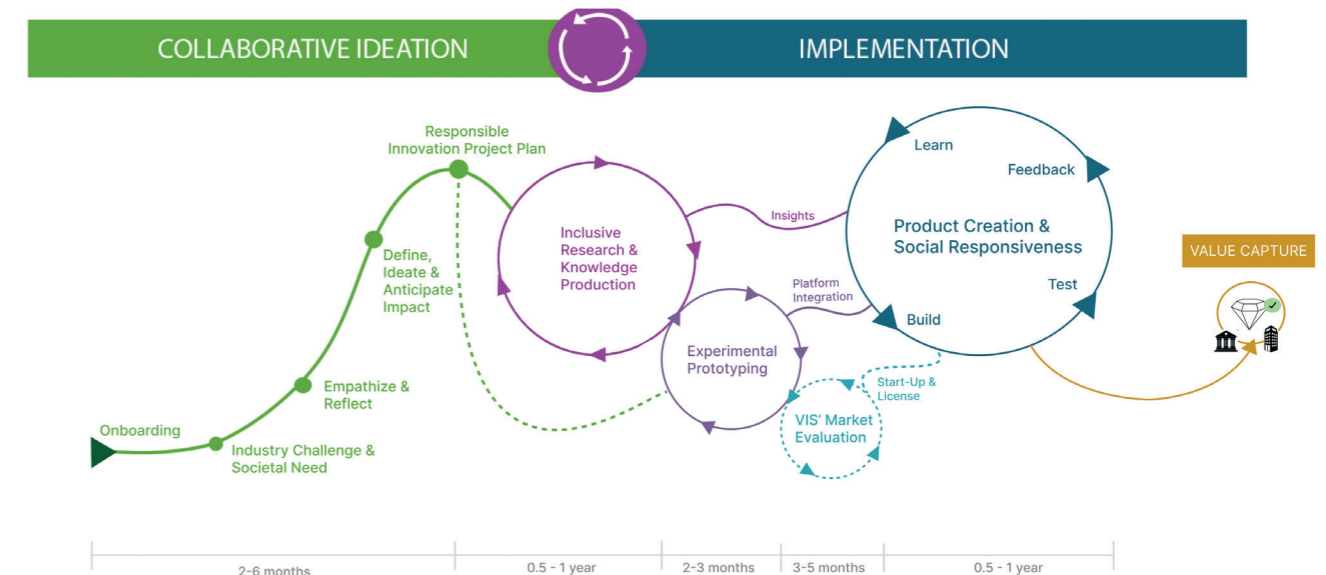 COLLABORATIVE IDEATION
IMPLEMENTATION
Responsible
Innovation Project Plan
Define,
Ideate &
Anticipate
Impact
Empathize &
Reflect
Onboarding
Industry Challenge &
Societal Need
Inclusive
Research &
Knowledge
Production
Insights
Platform
Integration
Experimental
Prototyping
VIS' Market
Evaluation
Start-Up &
License
Learn
Feedback
Product Creation &
Social Responsiveness
Test
Build
VALUE CAPTURE
2-6 months
0.5 - 1 year
2-3 months
3-5 months
0.5 - 1 year